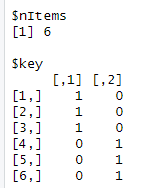 $nItems
[1] 6
$key
[,1] [,2]
[1,] 1 0
[2,] 1 0
[3,] 1 0
[4,] 0 1
[5,] 0 1
[6,] 0 1